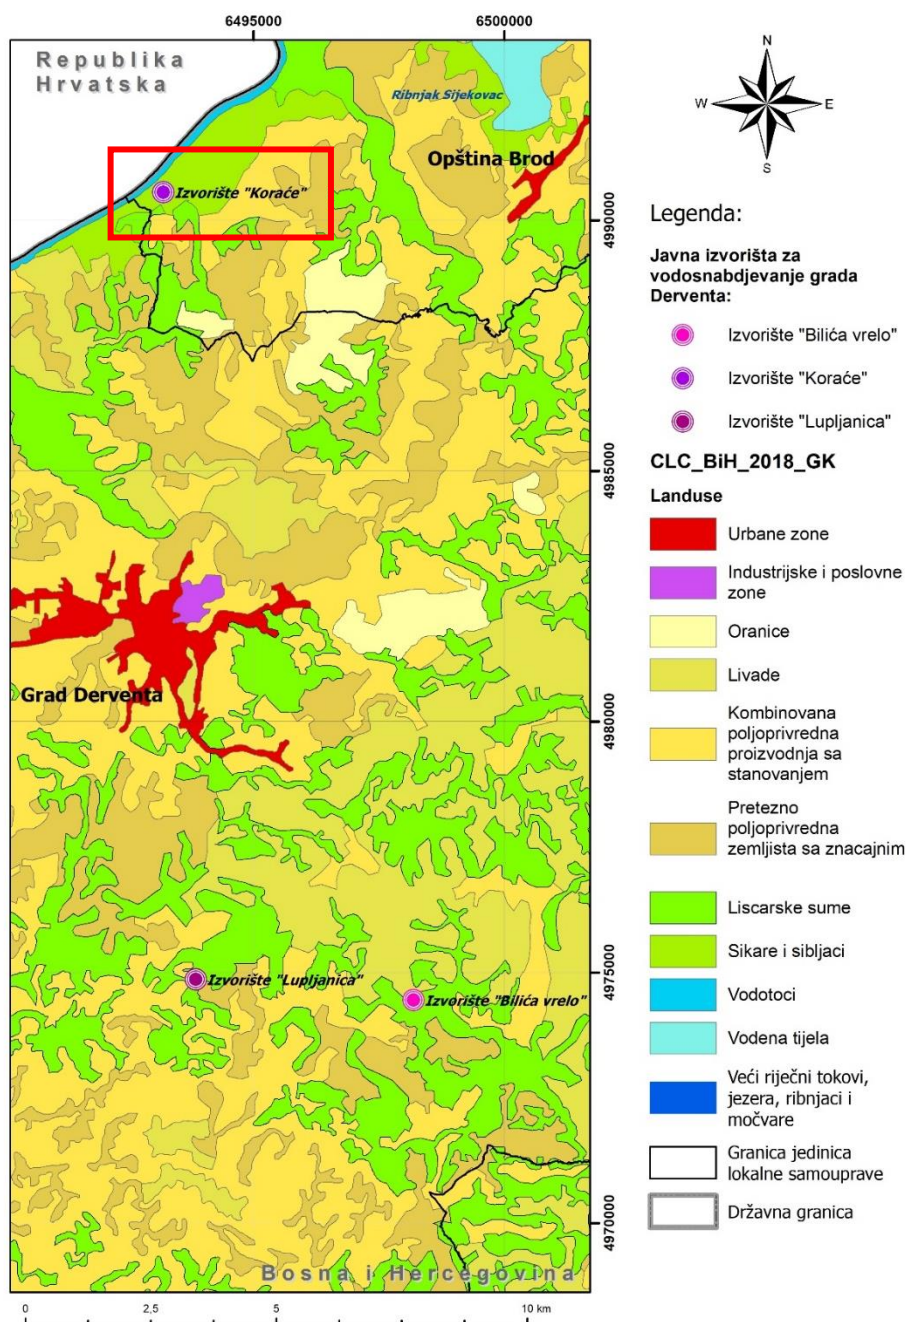 6495000
6500000
Republika
Hrvatska
Ribnjak Sijekovac
Opština Brod
Izvorište "Koraće"
4990000
4985000
Grad Derventa
4980000
4975000
Izvorište "Lupljanica"
Izvorište "Bilića vrelo"
4970000
Bosna i Hercegovina
0
2,5
5
10 km
N
W
E
S
Legenda:
Javna izvorišta za
vodosnabdjevanje grada
Derventa:
Izvorište "Bilića vrelo"
Izvorište "Koraće"
Izvorište "Lupljanica"
CLC_BiH_2018_GK
Landuse
Urbane zone
Industrijske i poslovne
zone
Oranice
Livade
Kombinovana
poljoprivredna
proizvodnja sa
stanovanjem
Pretezno
poljoprivredna
zemljista sa znacajnim
Liscarske sume
Sikare i sibljaci
Vodotoci
Vodena tijela
Veći riječni tokovi,
jezera, ribnjaci i
močvare
Granica jedinica
lokalne samouprave
Državna granica